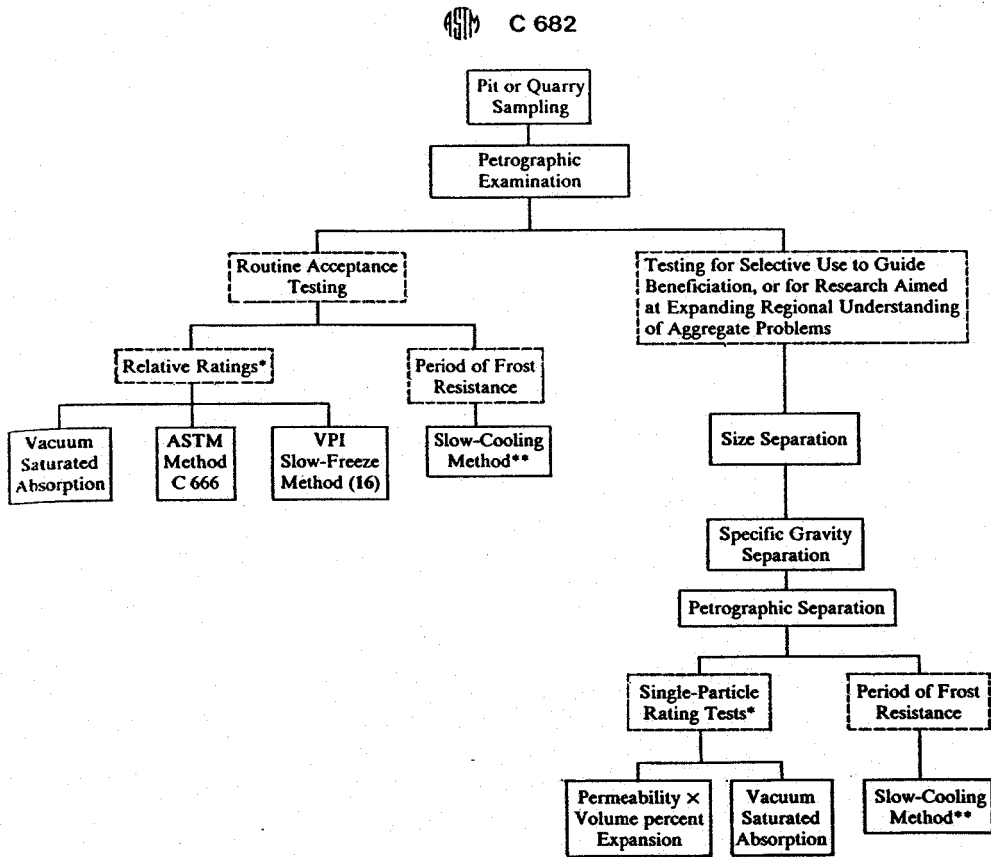 ASTM C 682
Pit or Quarry
Sampling
Petrographic
Examination
Routine Acceptance
Testing
Testing for Selective Use to Guide
Beneficiation, or for Research Aimed
at Expanding Regional Understanding
of Aggregate Problems
Relative Ratings*
Period of Frost
Resistance
Vacuum
Saturated
Absorption
ASTM
Method
C 666
VPI
Slow-Freeze
Method (16)
Slow-Cooling
Method**
Size Separation
Specific Gravity
Separation
Petrographic Separation
Single-Particle
Rating Tests*
Period of Frost
Resistance
Permeability ×
Volume percent
Expansion
Vacuum
Saturated
Absorption
Slow-Cooling
Method**